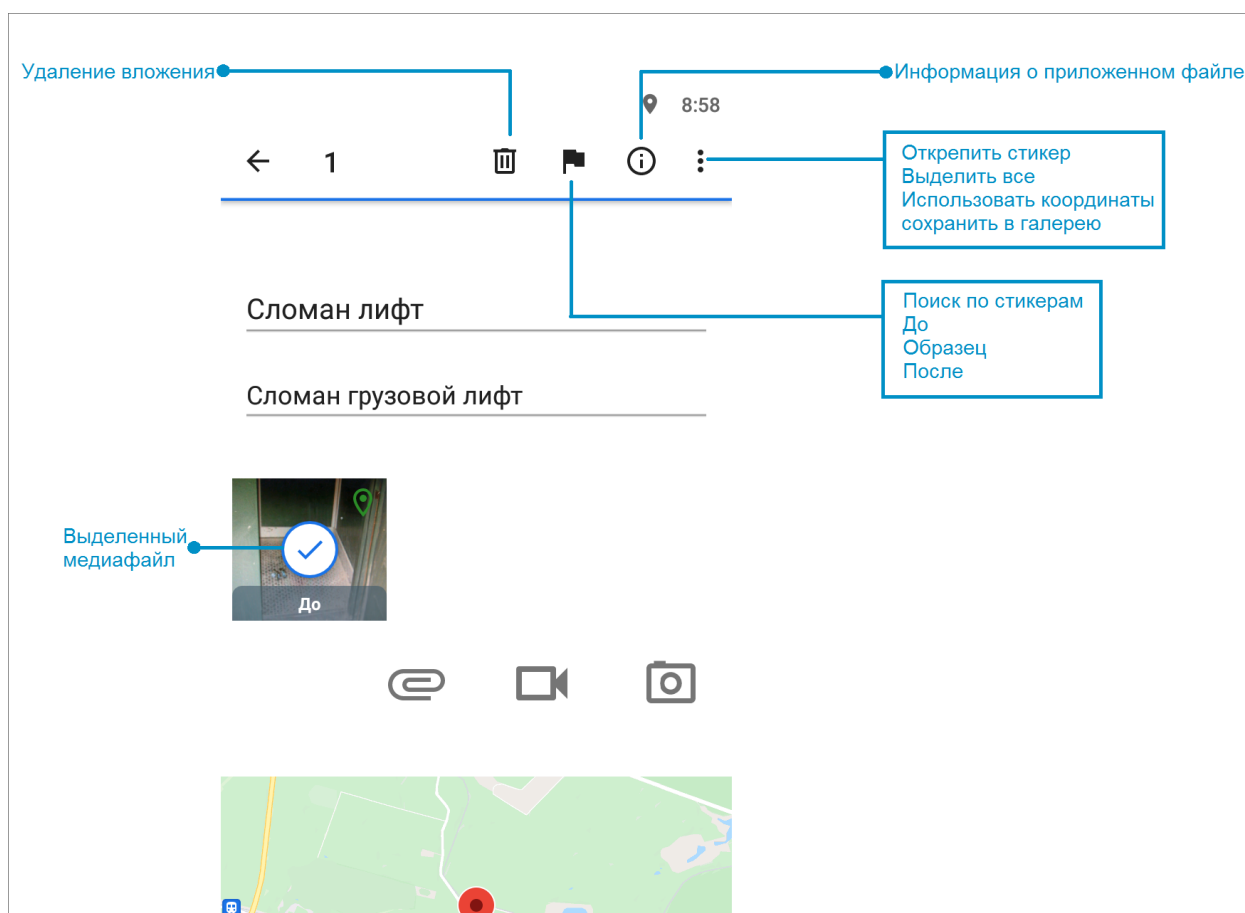 Удаление вложения
Информация о приложенном файле
8:58
1
Открепить стикер
Выделить все
Использовать координаты
сохранить в галерею
Поиск по стикерам
До
Образец
После
Сломан лифт
Сломан грузовой лифт
Выделенный
медиафайл
До